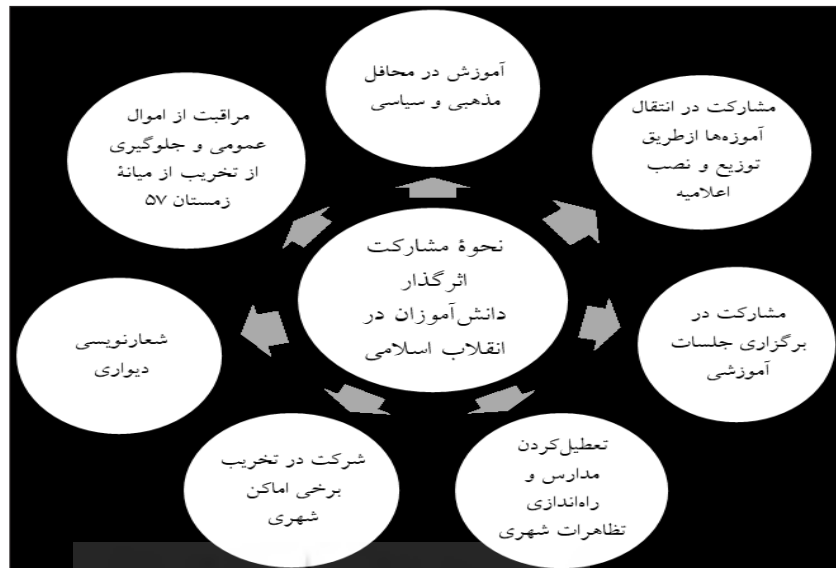 آموزش در محافل
مذهبی و سیاسی
مشارکت در انتقال
آموزه‌ها ازطریق
توزیع و نصب
اعلامیه
مشارکت در
برگزاری جلسات
آموزشی
تعطیل‌کردن
مدارس و
راه‌اندازی
تظاهرات شهری
شرکت در تخریب
برخی اماکن
شهری
شعارنویسی
دیواری
مراقبت از اموال
عمومی و جلوگیری
از تخریب از میانهٔ
زمستان ۵۷
نحوهٔ مشارکت
اثرگذار
دانش‌آموزان در
انقلاب اسلامی